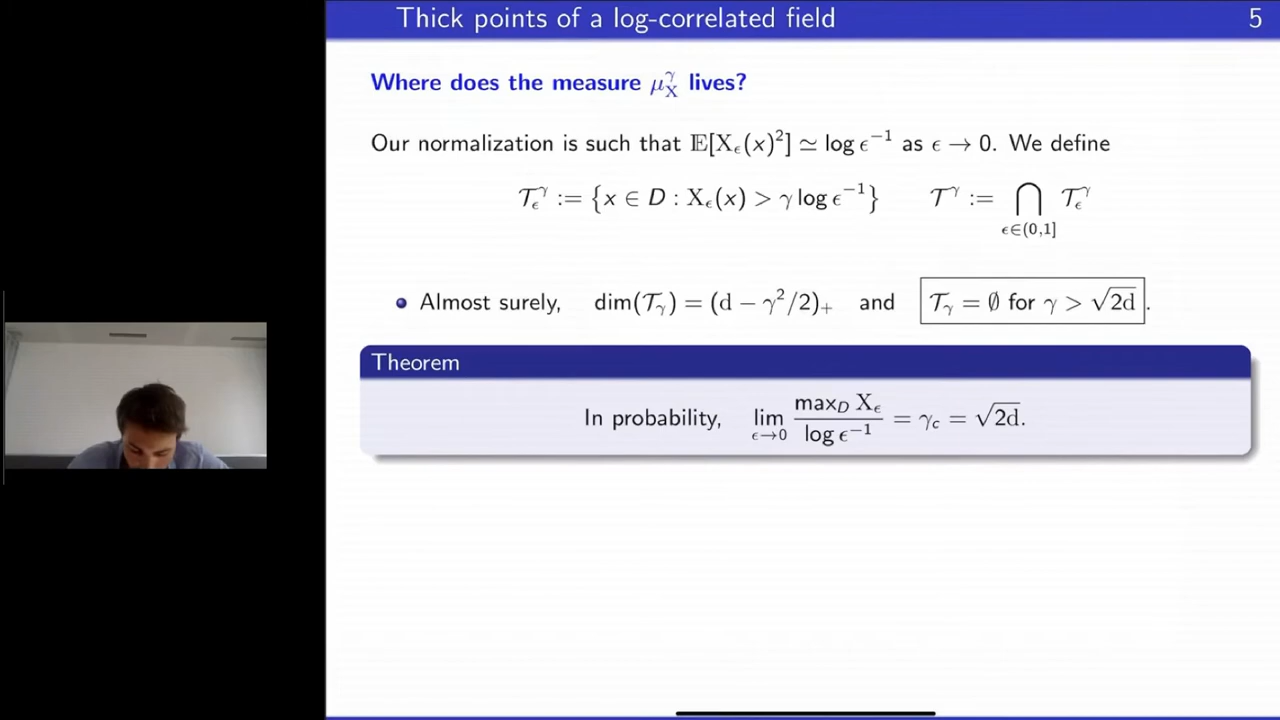 Thick points of a log-correlated field 5
Where does the measure μ_X^γ lives?
Our normalization is such that 𝔼[X_ϵ(x)²] ≃ log ϵ⁻¹ as ϵ → 0. We define
𝒯_ϵ^γ := {x ∈ D : X_ϵ(x) > γ log ϵ⁻¹} 𝒯^γ := ⋂_{ϵ∈(0,1]} 𝒯_ϵ^γ
Almost surely, dim(𝒯_γ) = (d − γ²/2)₊ and 𝒯_γ = ∅ for γ > √2d.
Theorem
In probability, lim_{ϵ→0} max_D X_ϵ / log ϵ⁻¹ = γ_c = √2d.